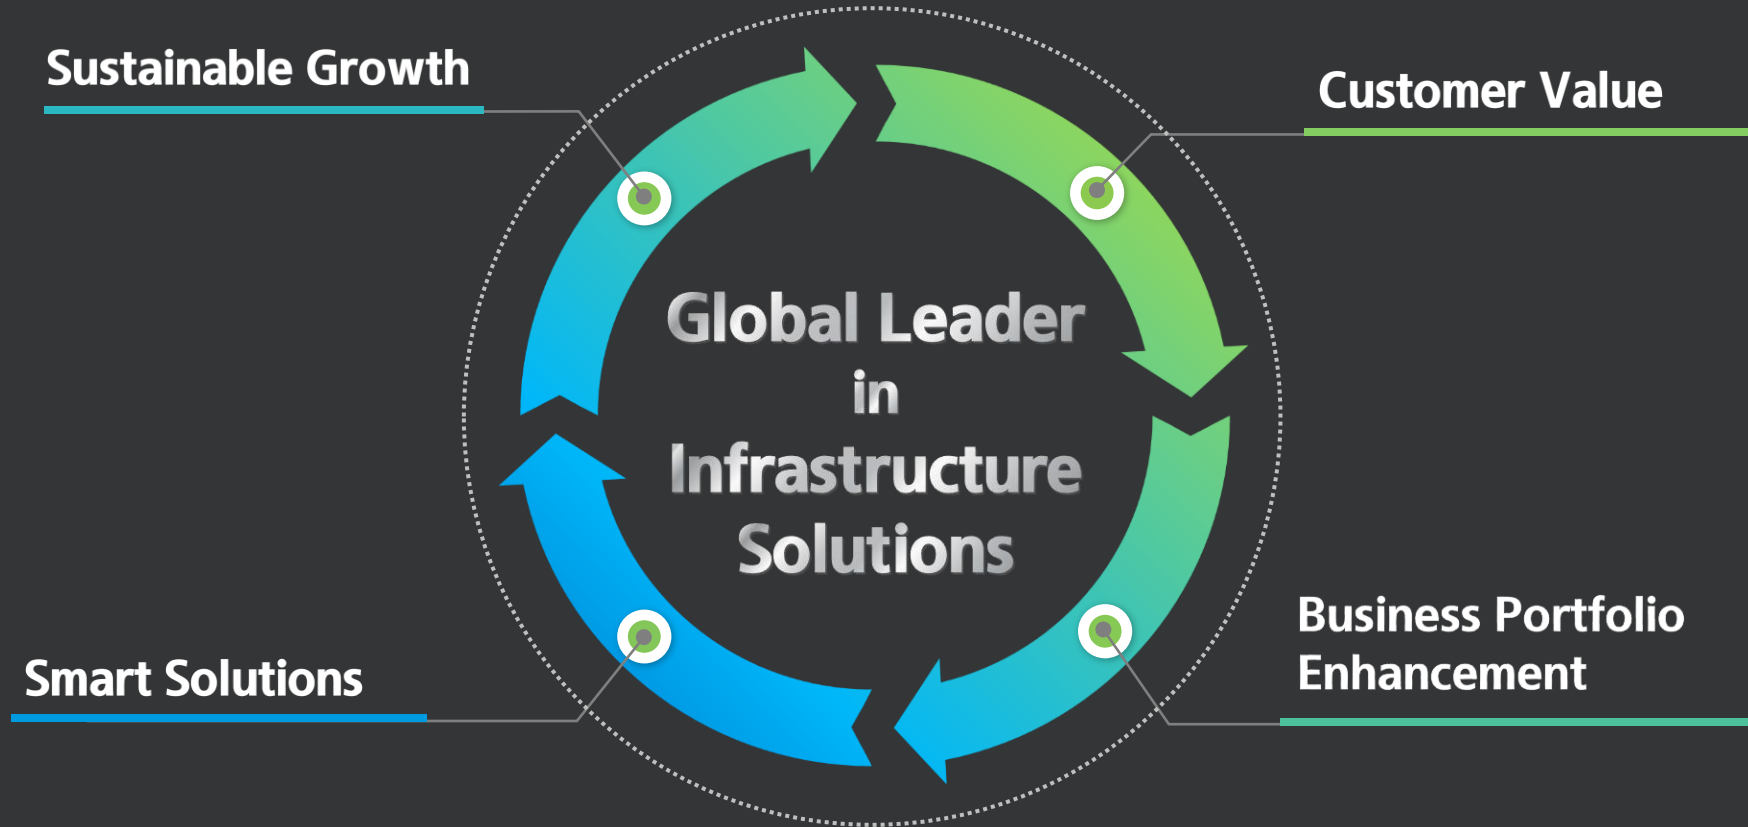 Sustainable Growth
Customer Value
Global Leader
in
Infrastructure
Solutions
Business Portfolio
Enhancement
Smart Solutions